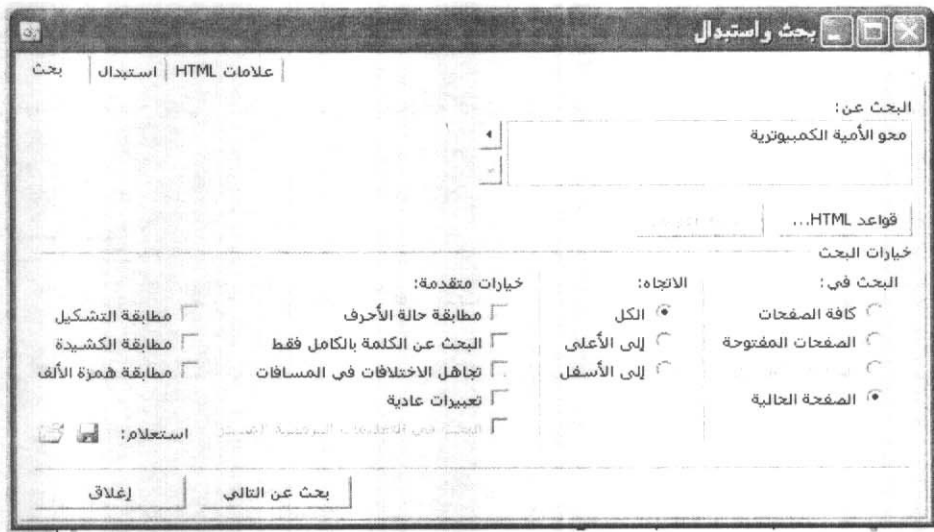 بحث واستبدال
بحث
استبدال
علامات HTML
البحث عن:
محو الأمية الكمبيوترية
قواعد HTML...
خيارات البحث
البحث في:
كافة الصفحات
الصفحات المفتوحة
الصفحة الحالية
الاتجاه:
الكل
إلى الأعلى
إلى الأسفل
خيارات متقدمة:
مطابقة حالة الأحرف
البحث عن الكلمة بالكامل فقط
تجاهل الاختلافات في المسافات
تعبيرات عادية
مطابقة التشكيل
مطابقة الكشيدة
مطابقة همزة الألف
استعلام:
بحث عن التالي
إغلاق